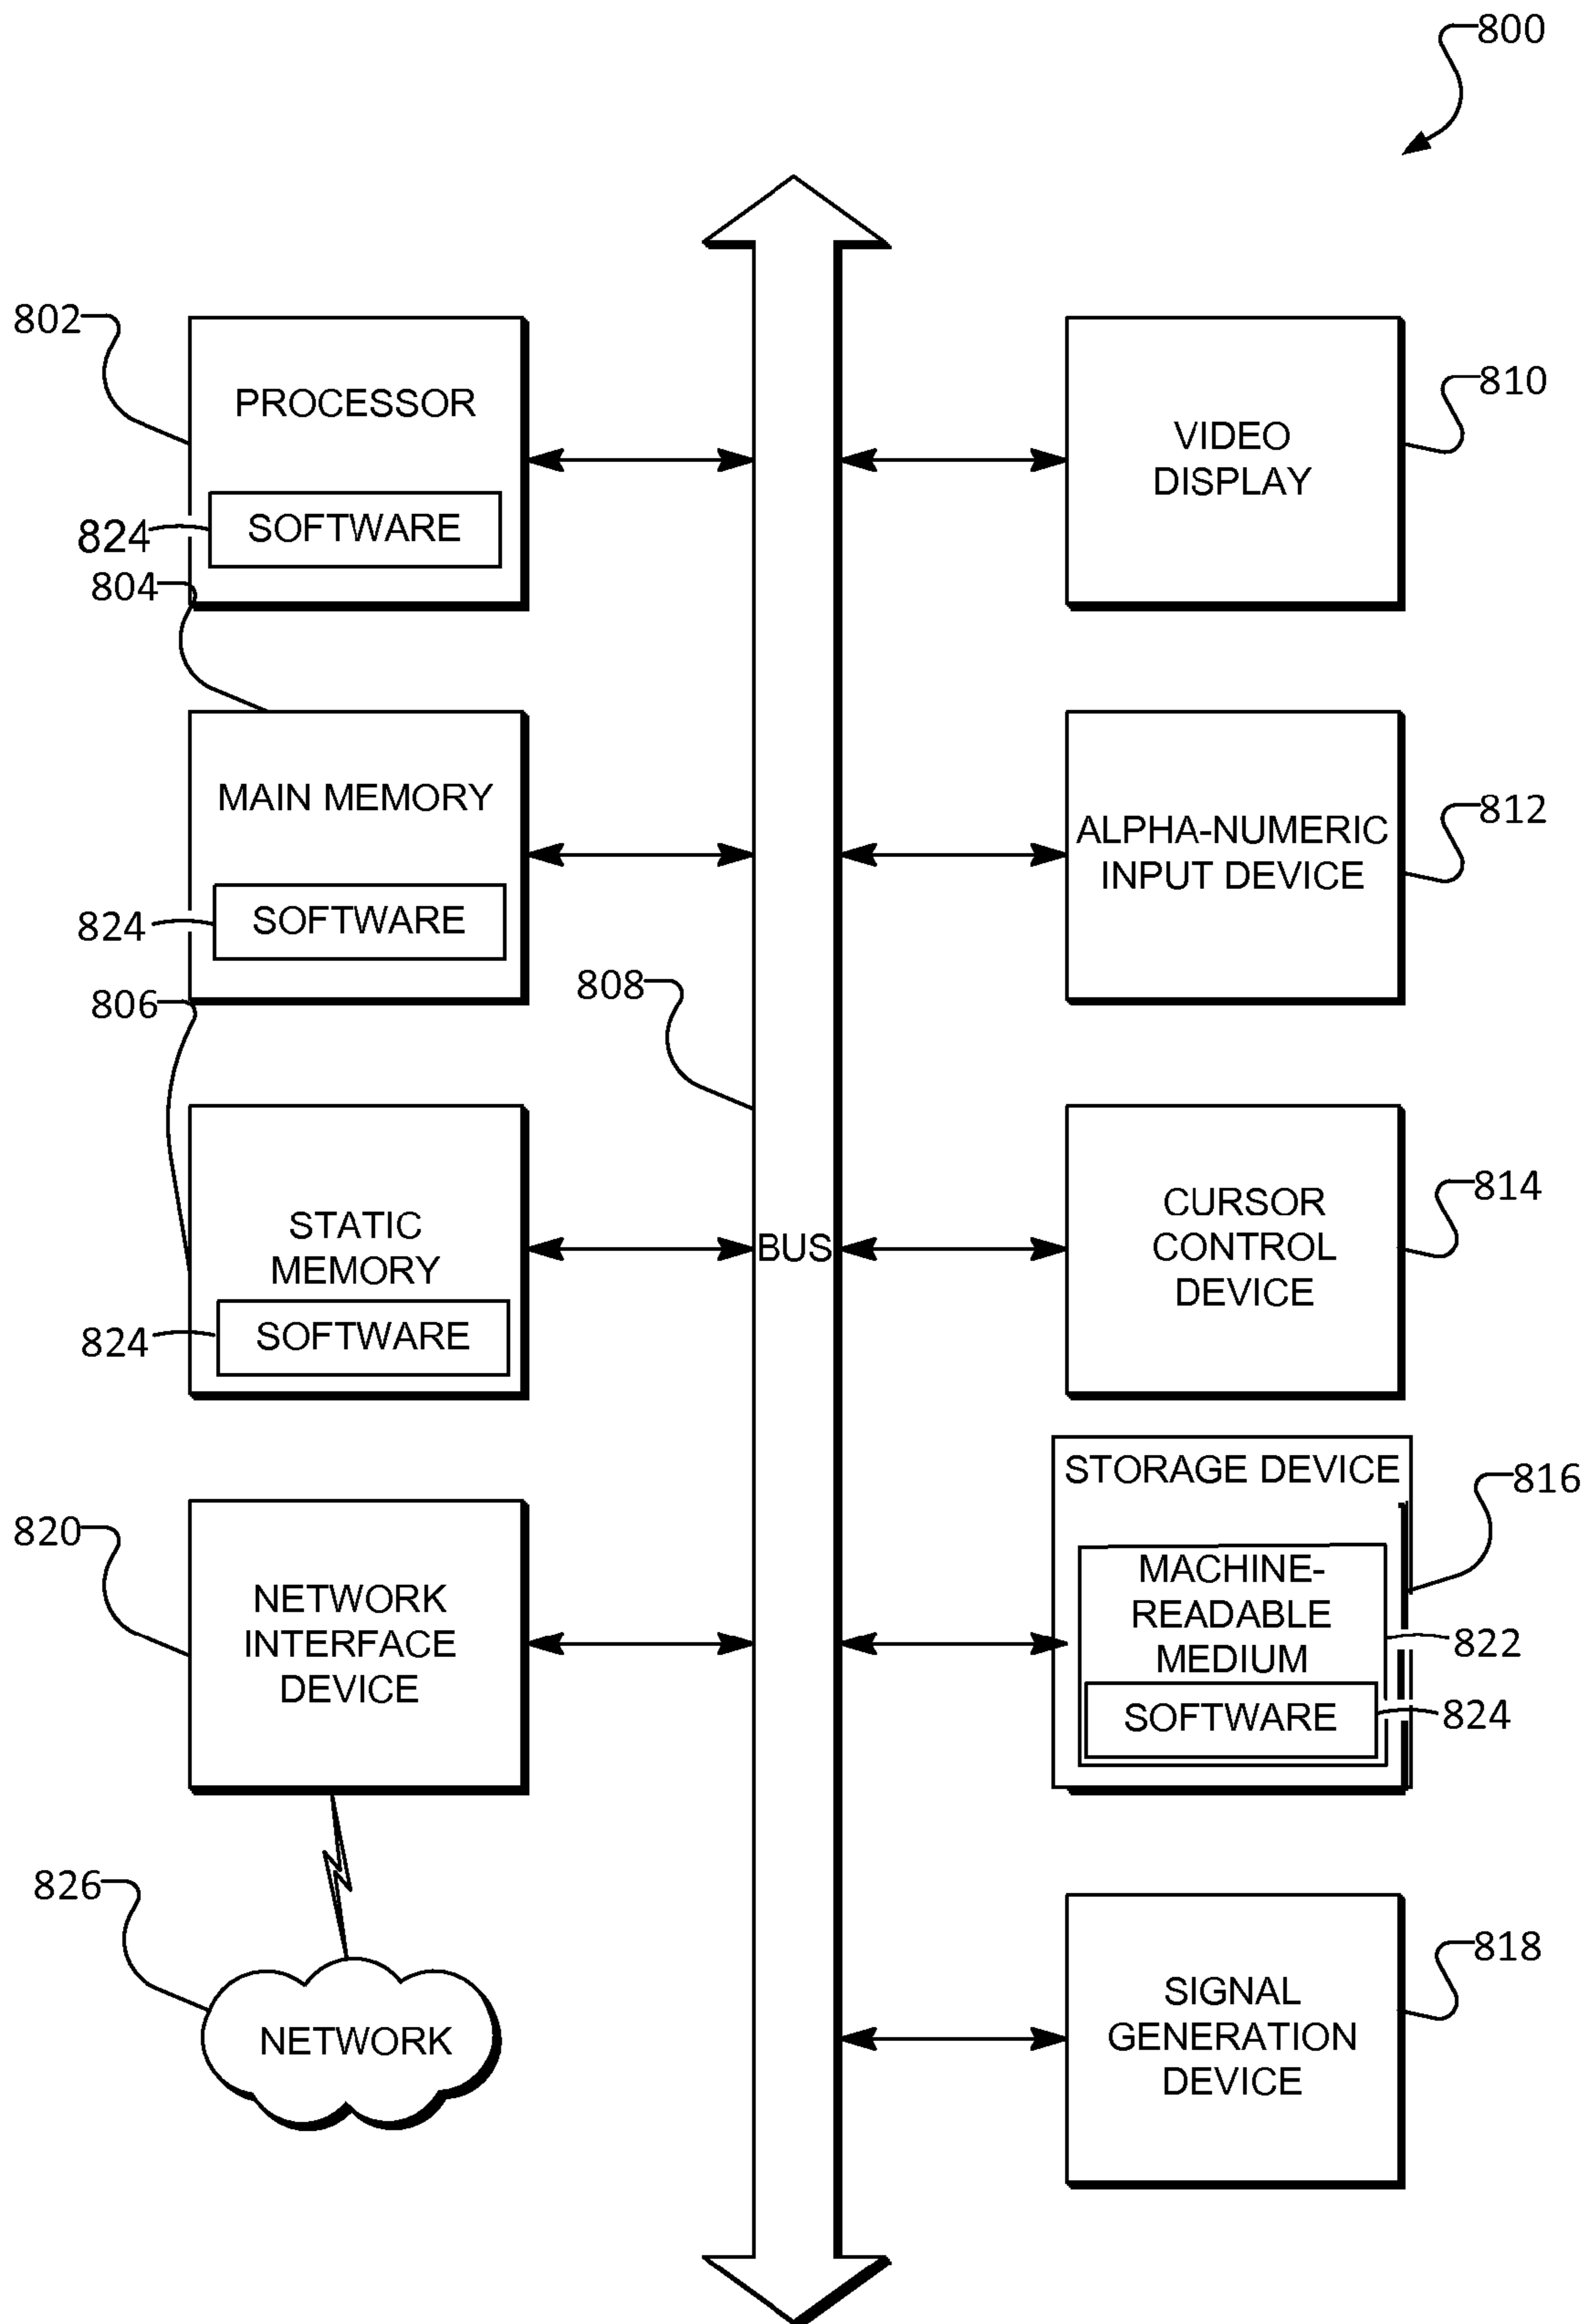 800
802
PROCESSOR
824
SOFTWARE
810
VIDEO
DISPLAY
804
MAIN MEMORY
824
SOFTWARE
812
ALPHA-NUMERIC
INPUT DEVICE
806
808
STATIC
MEMORY
824
SOFTWARE
BUS
814
CURSOR
CONTROL
DEVICE
820
NETWORK
INTERFACE
DEVICE
STORAGE DEVICE
816
MACHINE-
READABLE
MEDIUM
822
SOFTWARE
824
826
NETWORK
818
SIGNAL
GENERATION
DEVICE